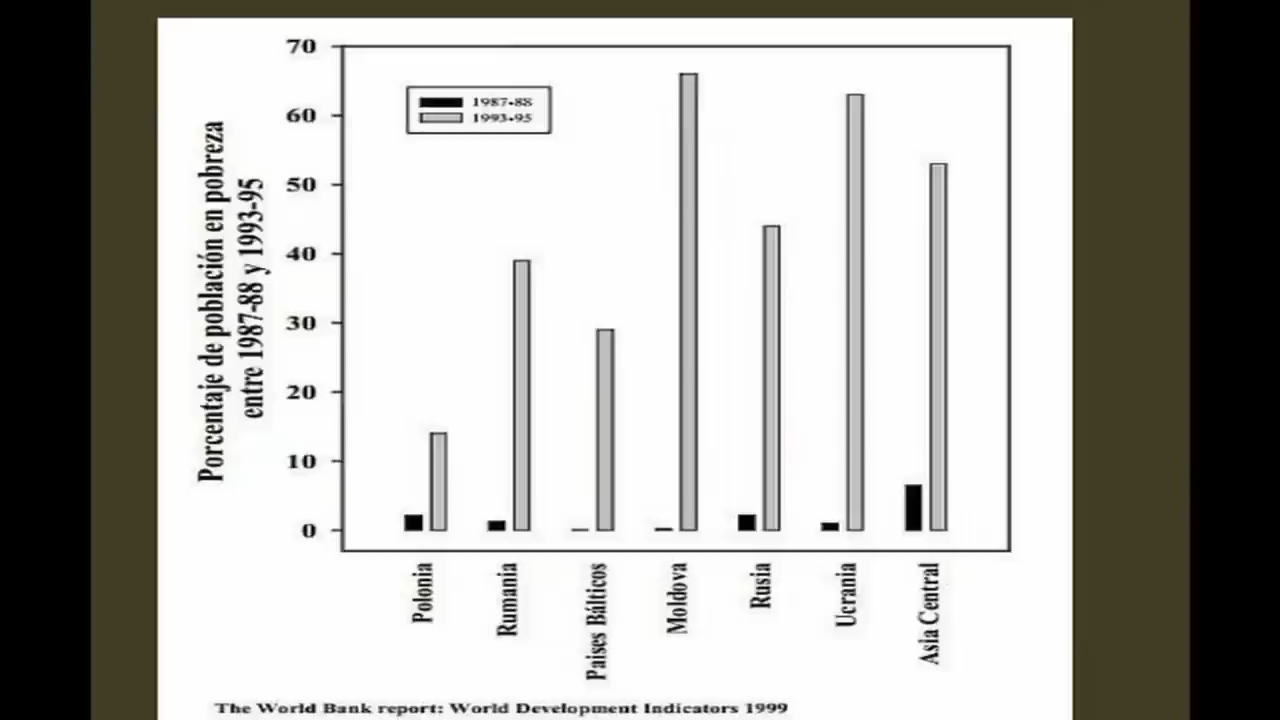 Porcentaje de población en pobreza
entre 1987-88 y 1993-95
70
60
50
40
30
20
10
0
1987-88
1993-95
Polonia
Rumania
Paises Bálticos
Moldova
Rusia
Ucrania
Asia Central
The World Bank report: World Development Indicators 1999